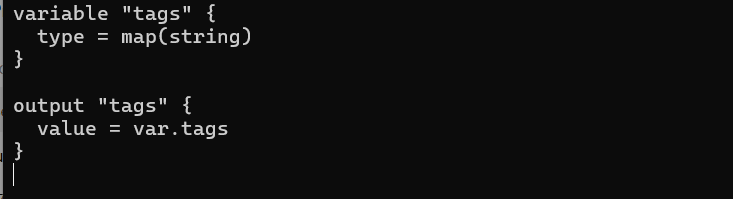 variable "tags" {
  type = map(string)
}

output "tags" {
  value = var.tags
}